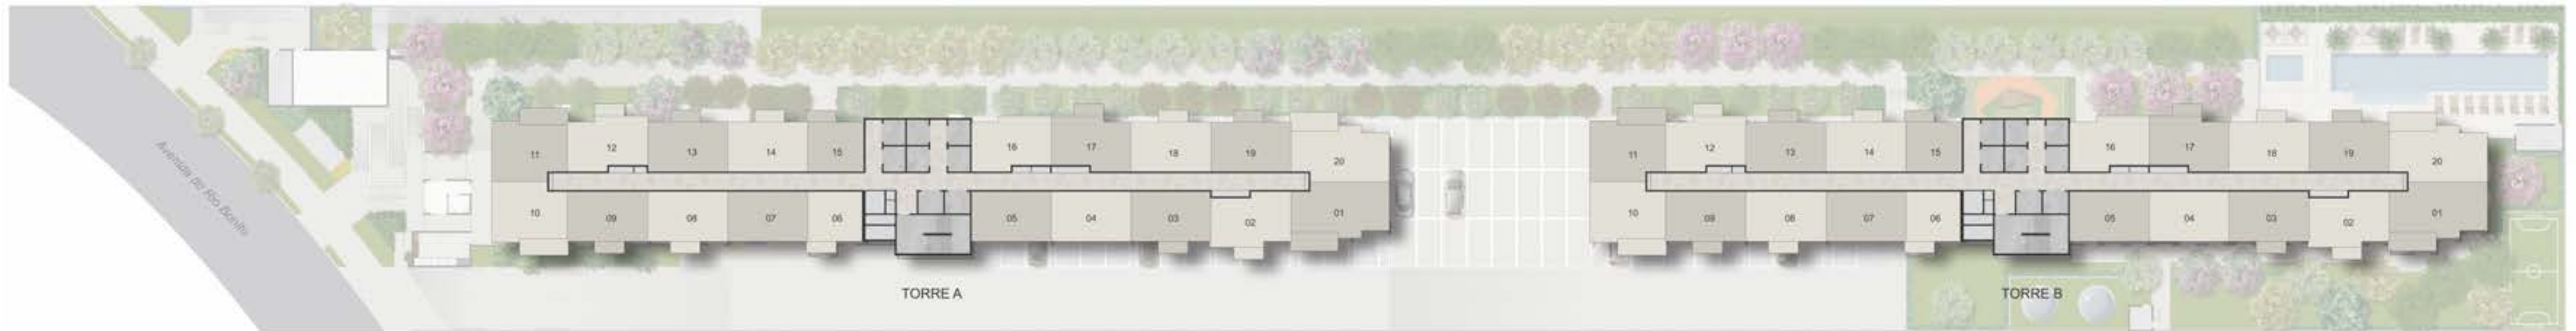 Avenida do Rio Bonito
11 12 13 14 15 16 17 18 19 20
10 09 08 07 06 05 04 03 02 01
TORRE A
11 12 13 14 15 16 17 18 19 20
10 09 08 07 06 05 04 03 02 01
TORRE B